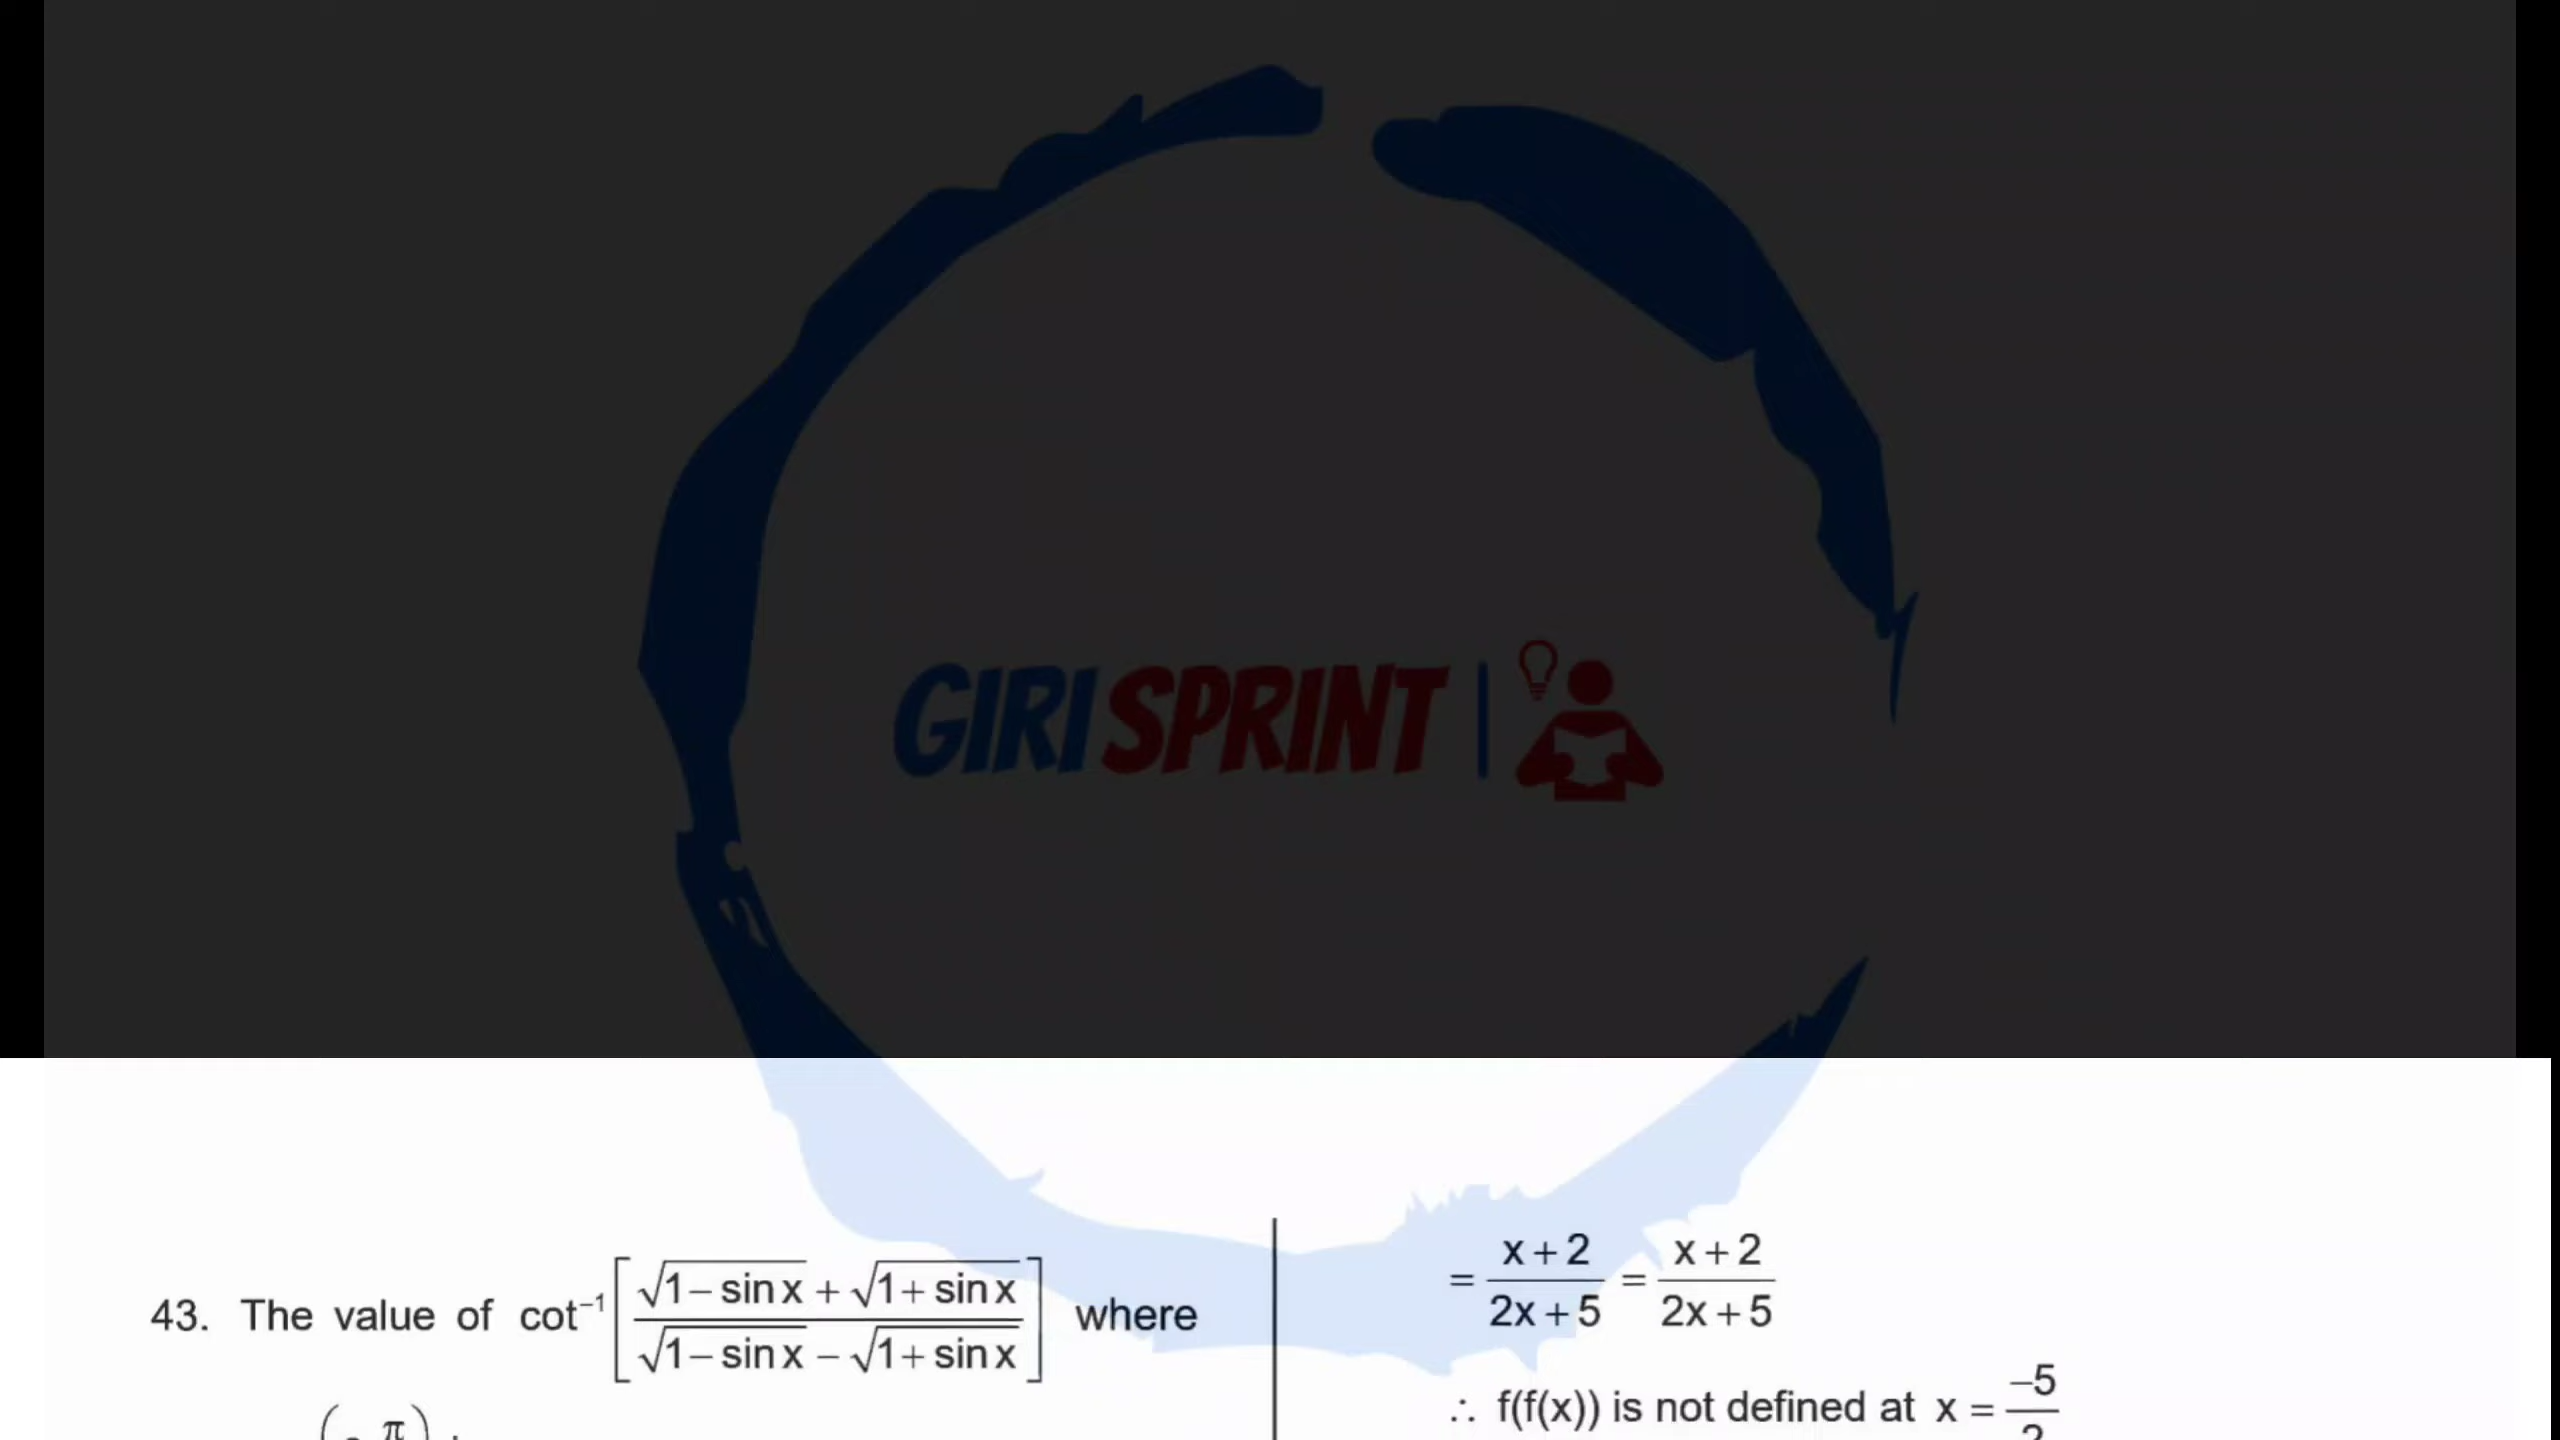 GIRI SPRINT
43. The value of cot⁻¹[(√(1–sin x) + √(1+ sin x))/(√(1–sin x) – √(1+ sin x))] where
π
= (x+2)/(2x+5) = (x+2)/(2x+5)
∴ f(f(x)) is not defined at x = –5/2